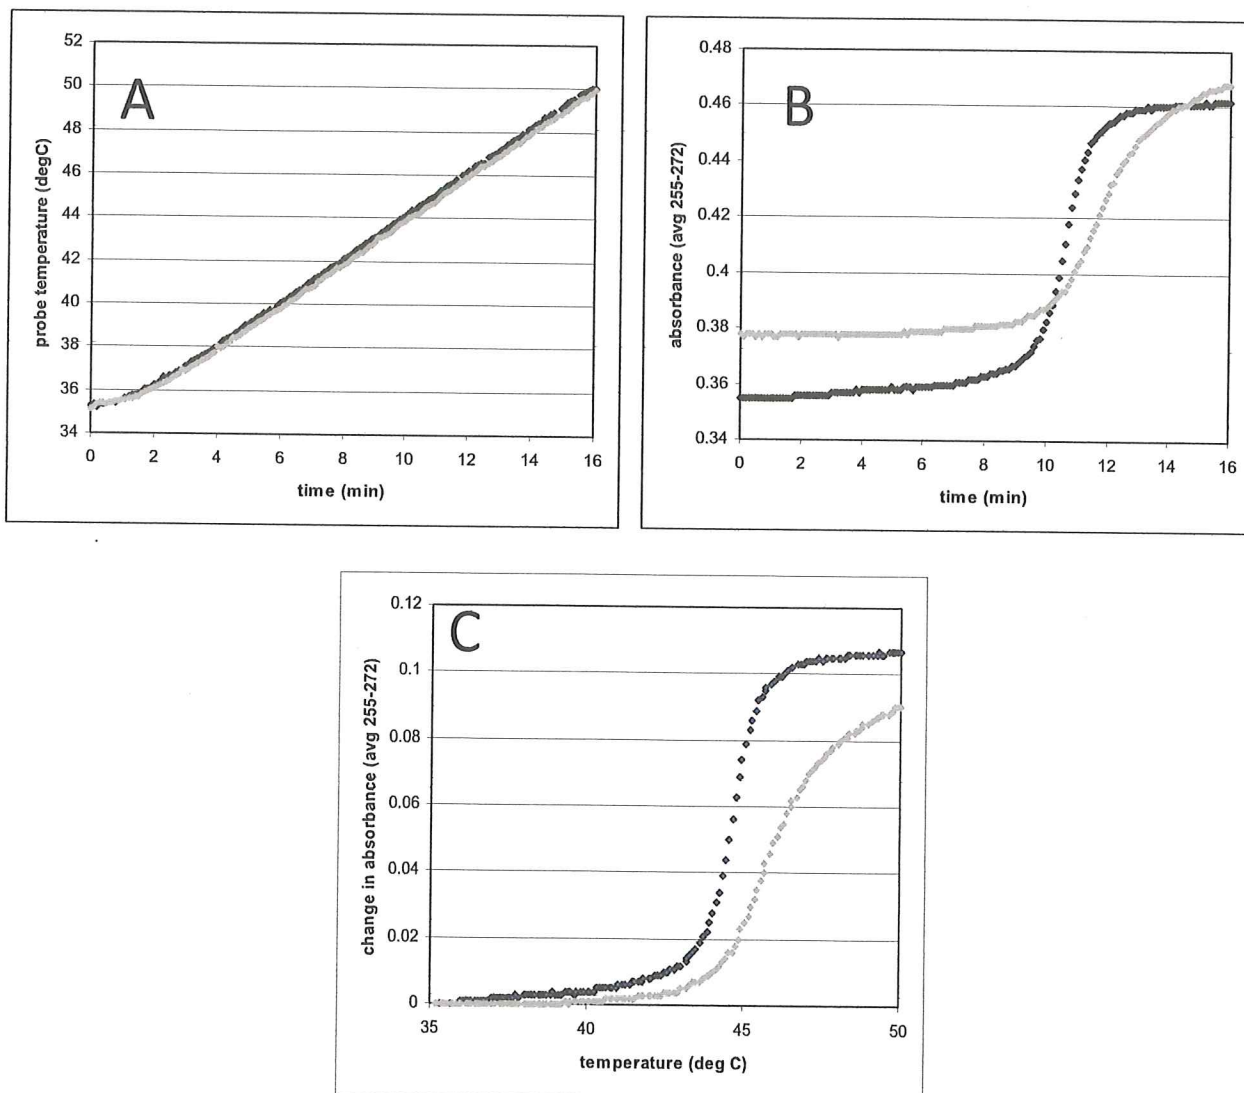 A
52
50
48
46
44
42
40
38
36
34
probe temperature (degC)
0 2 4 6 8 10 12 14 16
time (min)
B
0.48
0.46
0.44
0.42
0.4
0.38
0.36
0.34
absorbance (avg 255-272)
0 2 4 6 8 10 12 14 16
time (min)
C
0.12
0.1
0.08
0.06
0.04
0.02
0
change in absorbance (avg 255-272)
35 40 45 50
temperature (deg C)